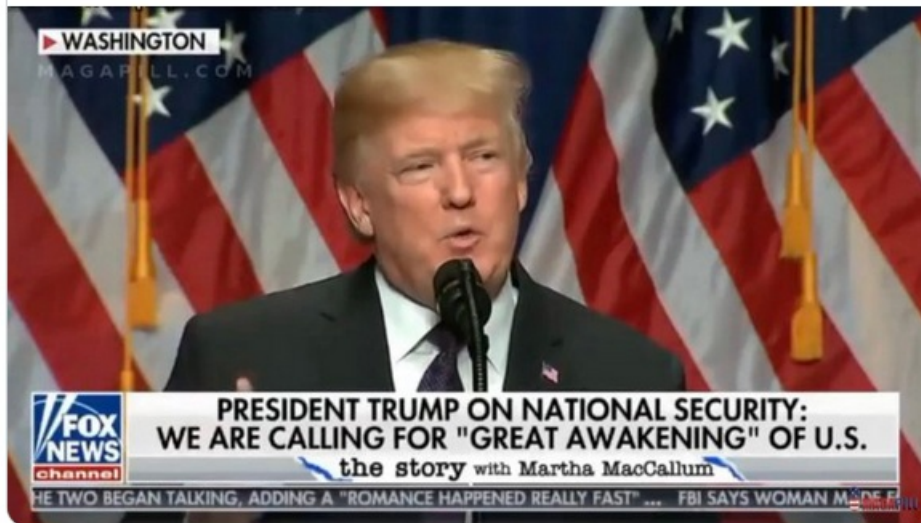 WASHINGTON
MAGAPILL.COM
FOX
NEWS
channel
PRESIDENT TRUMP ON NATIONAL SECURITY:
WE ARE CALLING FOR "GREAT AWAKENING" OF U.S.
the story with Martha MacCallum
HE TWO BEGAN TALKING, ADDING A "ROMANCE HAPPENED REALLY FAST" ... FBI SAYS WOMAN